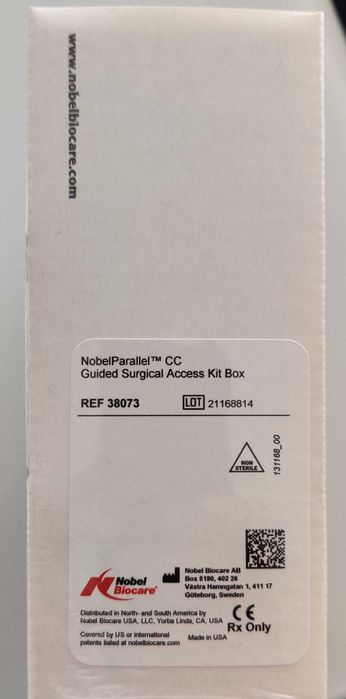 www.nobelbiocare.com
NobelParallel™ CC
Guided Surgical Access Kit Box
REF 38073 LOT 21168814
NON
STERILE
131168_00
Nobel
Biocare®
Nobel Biocare AB
Box 5190, 402 26
Västra Hamngatan 1, 411 17
Göteborg, Sweden
Distributed in North- and South America by
Nobel Biocare USA, LLC, Yorba Linda, CA, USA
CE
Rx Only
Covered by US or international
patents listed at nobelbiocare.com
Made in USA